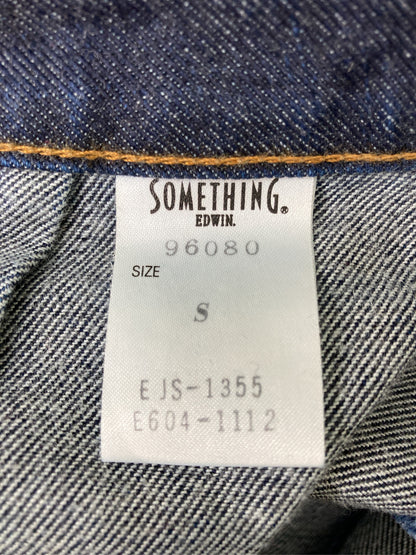 SOMETHING®
EDWIN.
96080
SIZE
S
EJS-1355
E604-1112